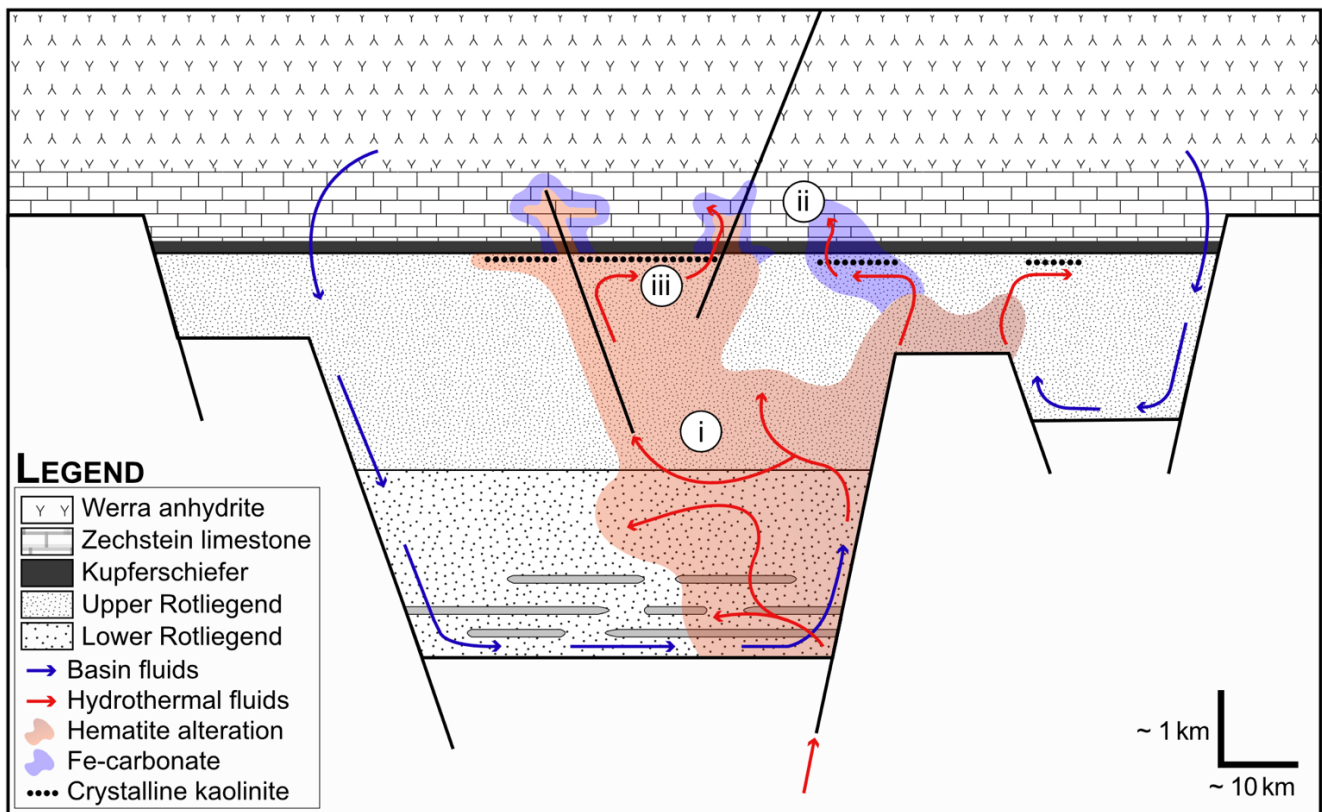 ii
iii
i
LEGEND
Werra anhydrite
Zechstein limestone
Kupferschiefer
Upper Rotliegend
Lower Rotliegend
Basin fluids
Hydrothermal fluids
Hematite alteration
Fe-carbonate
Crystalline kaolinite
~ 1 km
~ 10 km